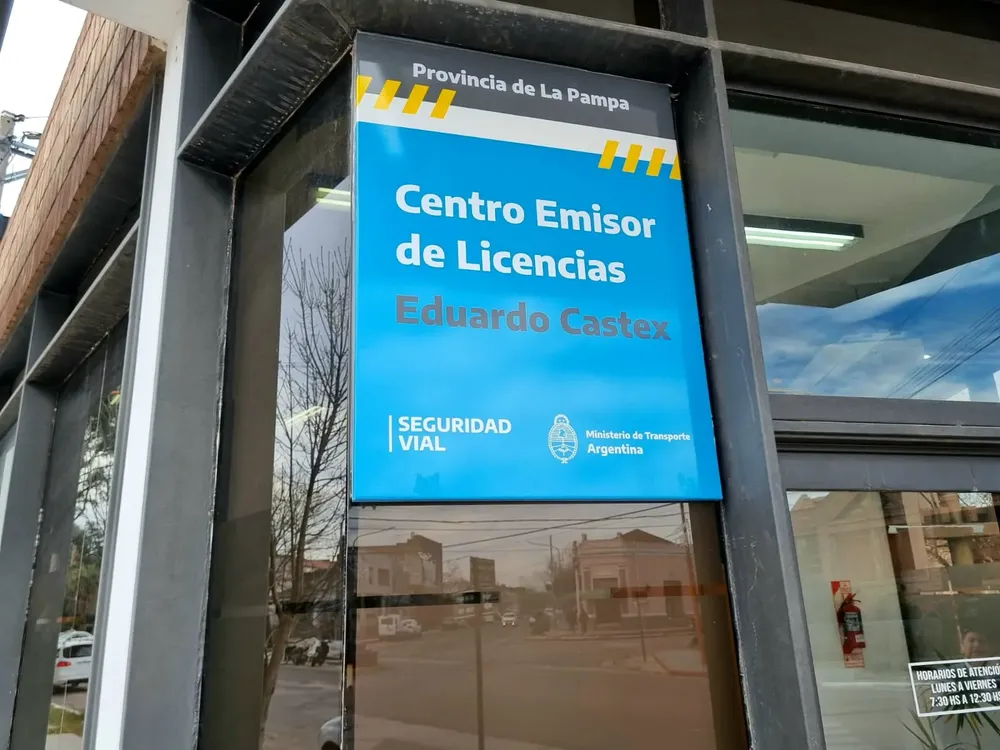 Provincia de La Pampa
Centro Emisor
de Licencias
Eduardo Castex
SEGURIDAD
VIAL
Ministerio de Transporte
Argentina
HORARIOS DE ATENCIÓ
LUNES A VIERNES
7:30 HS A 12:30 HS